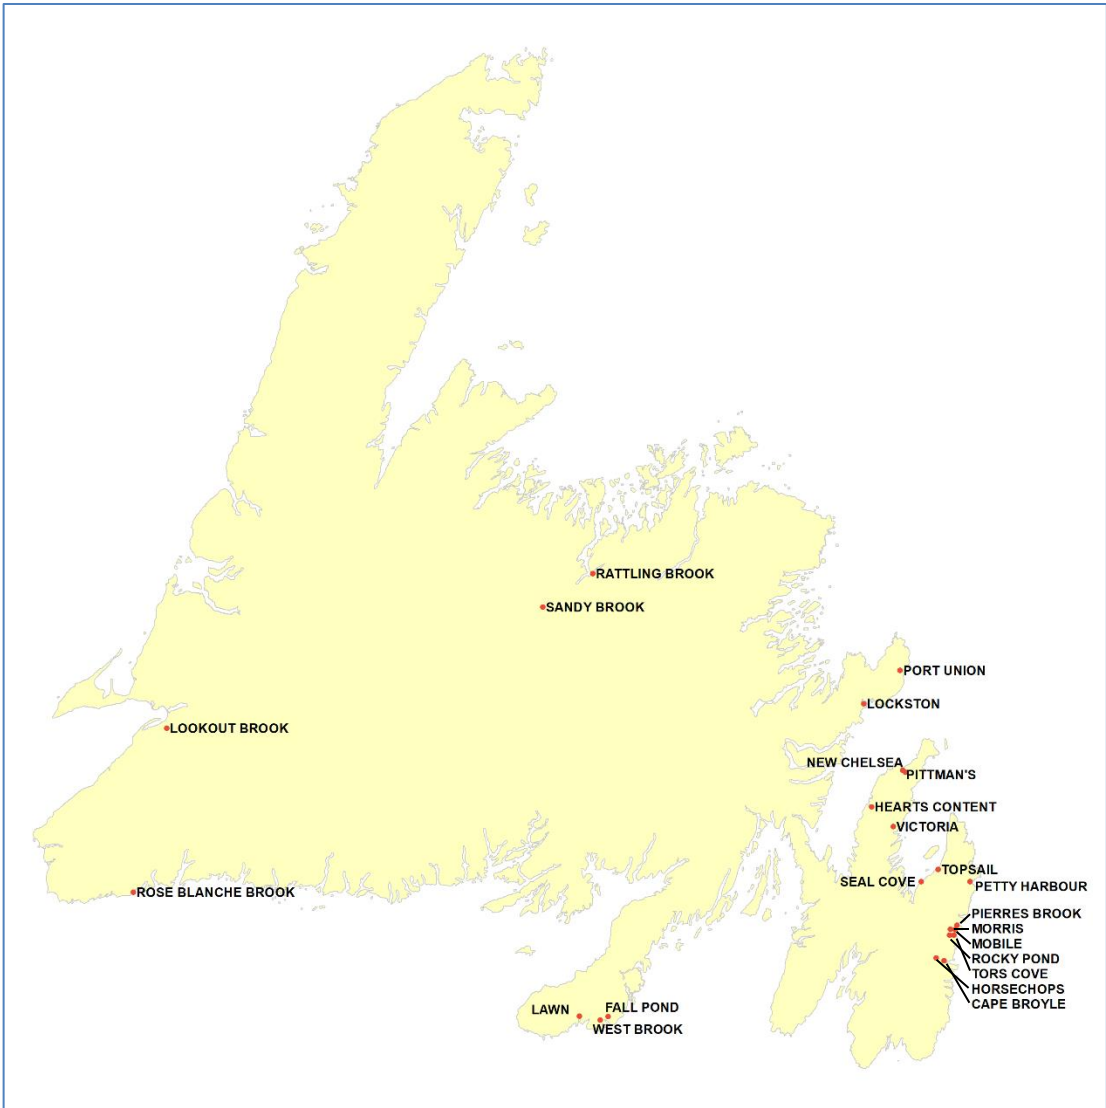 RATTLING BROOK
SANDY BROOK
PORT UNION
LOCKSTON
LOOKOUT BROOK
NEW CHELSEA
PITTMAN'S
HEARTS CONTENT
VICTORIA
TOPSAIL
SEAL COVE
PETTY HARBOUR
ROSE BLANCHE BROOK
PIERRES BROOK
MORRIS
MOBILE
ROCKY POND
TORS COVE
HORSECHOPS
CAPE BROYLE
LAWN
FALL POND
WEST BROOK